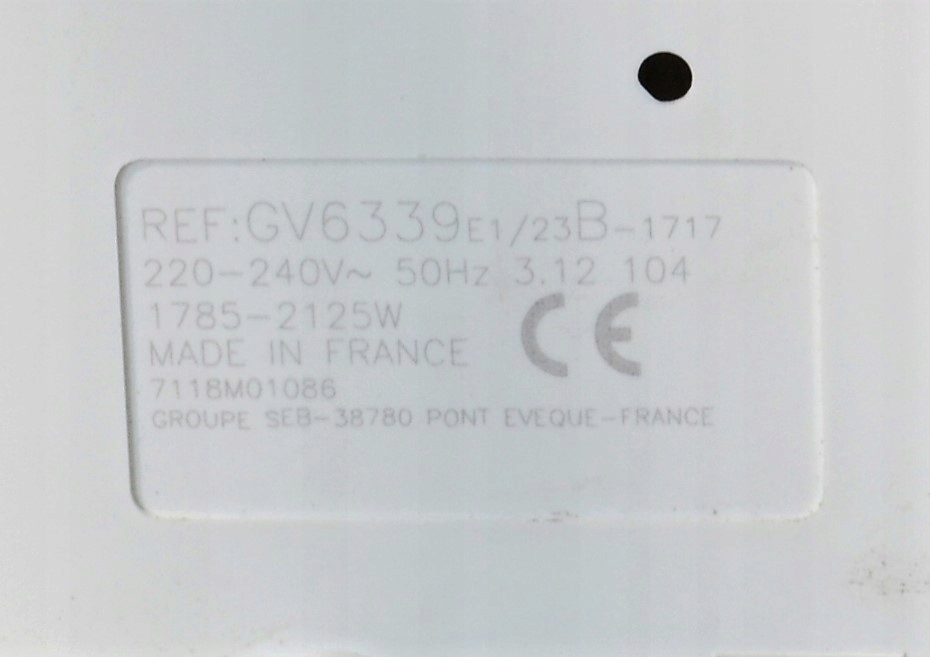 REF:GV6339E1/23B-1717
220-240V~ 50Hz 3.12 104
1785-2125W
CE
MADE IN FRANCE
7118M01086
GROUPE SEB-38780 PONT EVEQUE-FRANCE